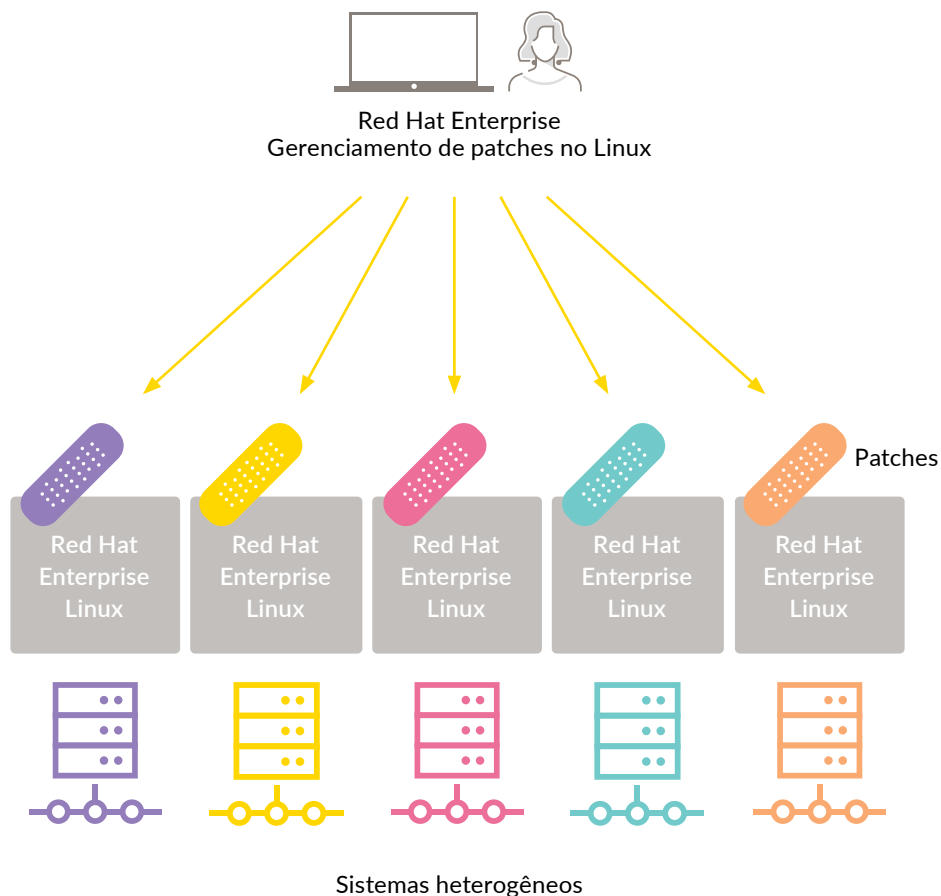 Red Hat Enterprise
Gerenciamento de patches no Linux
Patches
Red Hat
Enterprise
Linux
Red Hat
Enterprise
Linux
Red Hat
Enterprise
Linux
Red Hat
Enterprise
Linux
Red Hat
Enterprise
Linux
Sistemas heterogêneos